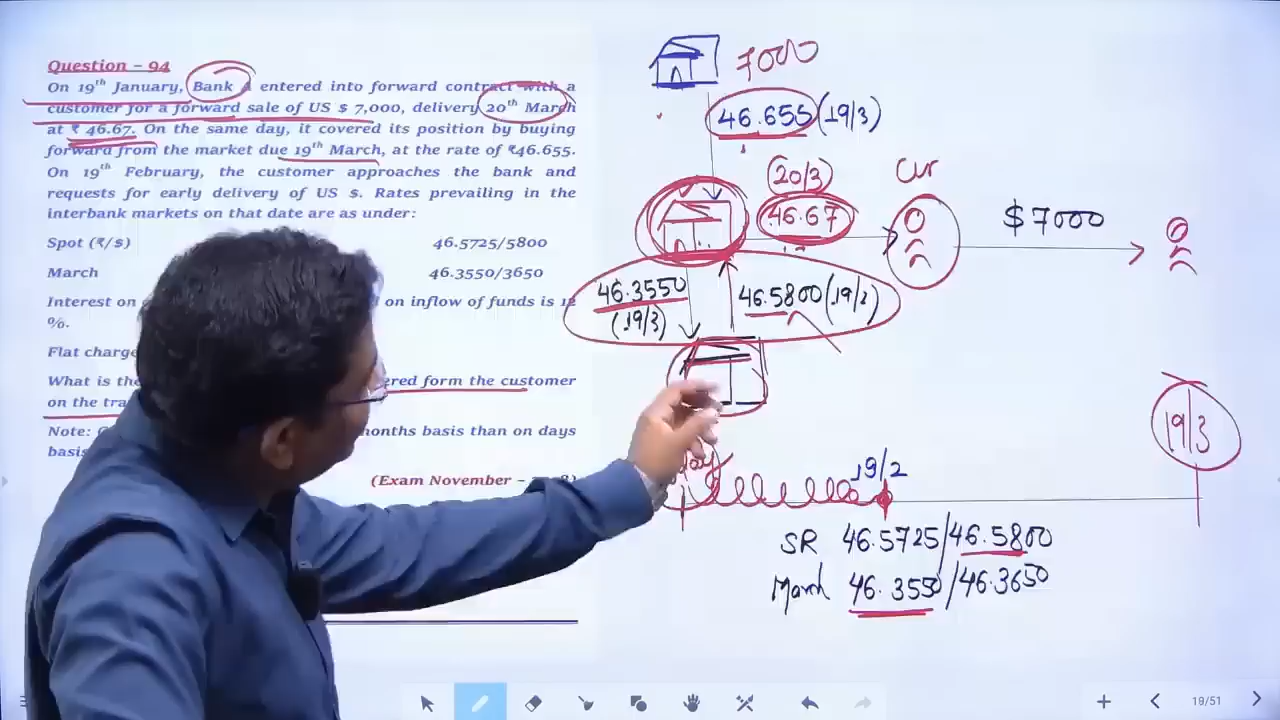 Question – 94
On 19th January, Bank A entered into forward contract with a
customer for a forward sale of US $ 7,000, delivery 20th March
at ₹ 46.67. On the same day, it covered its position by buying
forward from the market due 19th March, at the rate of ₹46.655.
On 19th February, the customer approaches the bank and
requests for early delivery of US $. Rates prevailing in the
interbank markets on that date are as under:
Spot (₹/$) 46.5725/5800
March 46.3550/3650
Interest on on inflow of funds is 12
%.
Flat charge
What is the ered form the customer
on the tra
Note: months basis than on days
basis
(Exam November –
7000
46.655 (19/3)
(20/3)
46.67
Cur
$ 7000
46.3550
(19/3)
46.5800 (19/2)
19/2
19/3
SR 46.5725/46.5800
March 46.3550/46.3650
19/51